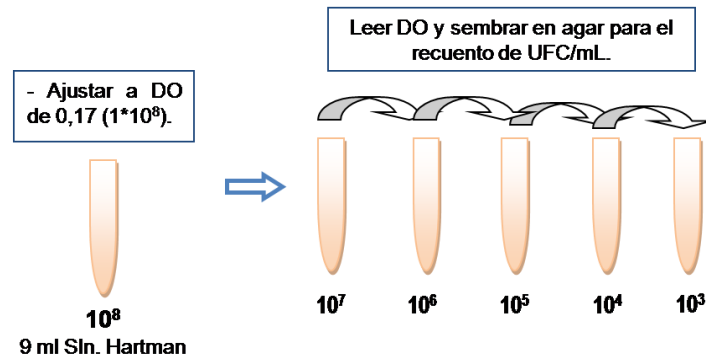 - Ajustar a DO
de 0,17 (1*10⁸).
Leer DO y sembrar en agar para el
recuento de UFC/mL.
10⁸
9 ml Sln. Hartman
10⁷
10⁶
10⁵
10⁴
10³